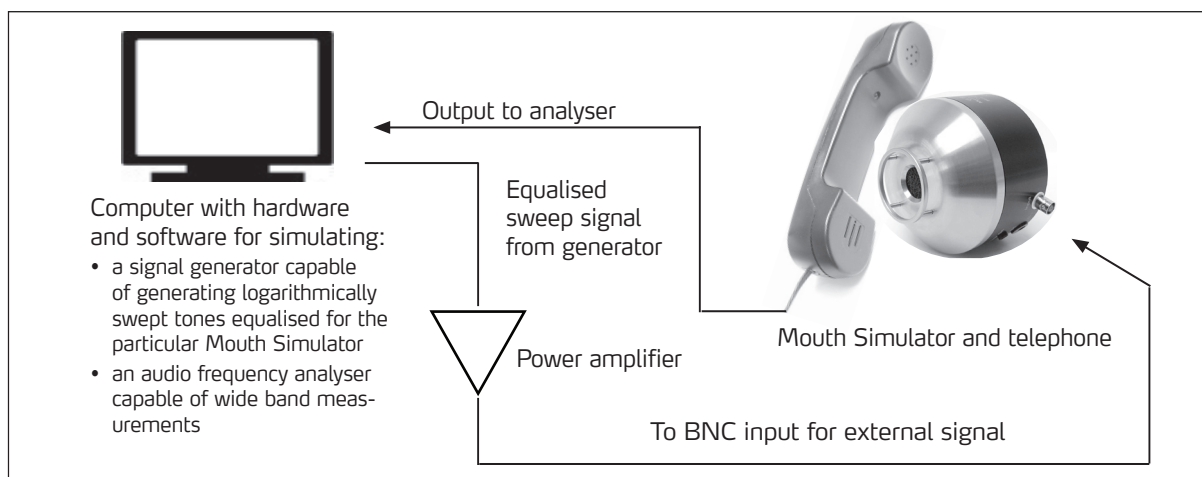 Output to analyser
Equalised
sweep signal
from generator
Computer with hardware
and software for simulating:
• a signal generator capable
of generating logarithmically
swept tones equalised for the
particular Mouth Simulator
• an audio frequency analyser
capable of wide band meas-
urements
Power amplifier
Mouth Simulator and telephone
To BNC input for external signal